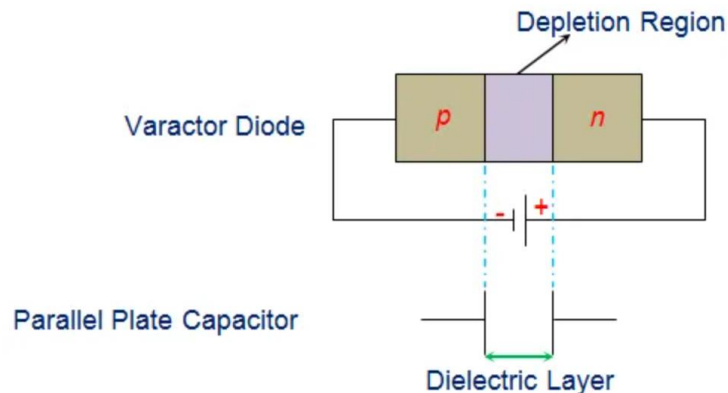 Depletion Region
Varactor Diode
p
n
- +
Parallel Plate Capacitor
Dielectric Layer